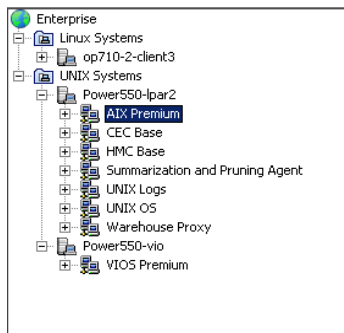 Enterprise
Linux Systems
op710-2-client3
UNIX Systems
Power550-lpar2
AIX Premium
CEC Base
HMC Base
Summarization and Pruning Agent
UNIX Logs
UNIX OS
Warehouse Proxy
Power550-vio
VIOS Premium